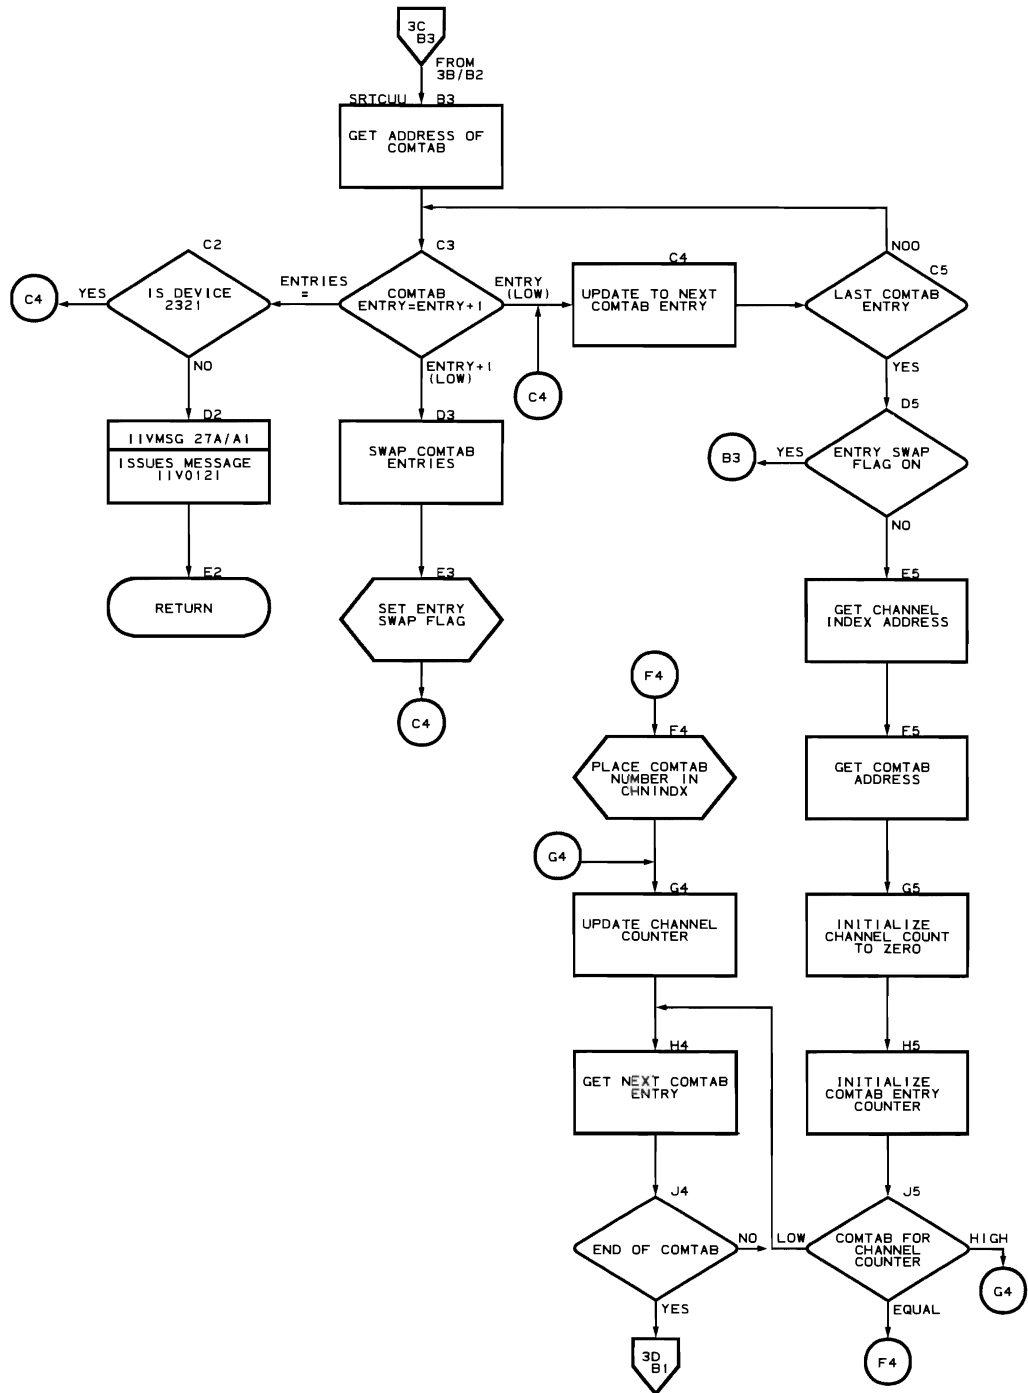 3C
B3
FROM
3B/B2
SRTCUU B3
GET ADDRESS OF
COMTAB
C2
IS DEVICE
2321
YES
C4
NO
ENTRIES
=
C3
COMTAB
ENTRY=ENTRY+1
ENTRY
(LOW)
ENTRY+1
(LOW)
C4
C4
UPDATE TO NEXT
COMTAB ENTRY
NOO
C5
LAST COMTAB
ENTRY
YES
D2
IIVMSG 27A/A1
ISSUES MESSAGE
IIV0121
D3
SWAP COMTAB
ENTRIES
D5
ENTRY SWAP
FLAG ON
YES
B3
NO
E2
RETURN
E3
SET ENTRY
SWAP FLAG
C4
E5
GET CHANNEL
INDEX ADDRESS
F4
F4
PLACE COMTAB
NUMBER IN
CHNINDX
F5
GET COMTAB
ADDRESS
G4
G4
UPDATE CHANNEL
COUNTER
G5
INITIALIZE
CHANNEL COUNT
TO ZERO
H4
GET NEXT COMTAB
ENTRY
H5
INITIALIZE
COMTAB ENTRY
COUNTER
J4
END OF COMTAB
NO
YES
3D
B1
J5
COMTAB FOR
CHANNEL
COUNTER
LOW
HIGH
G4
EQUAL
F4